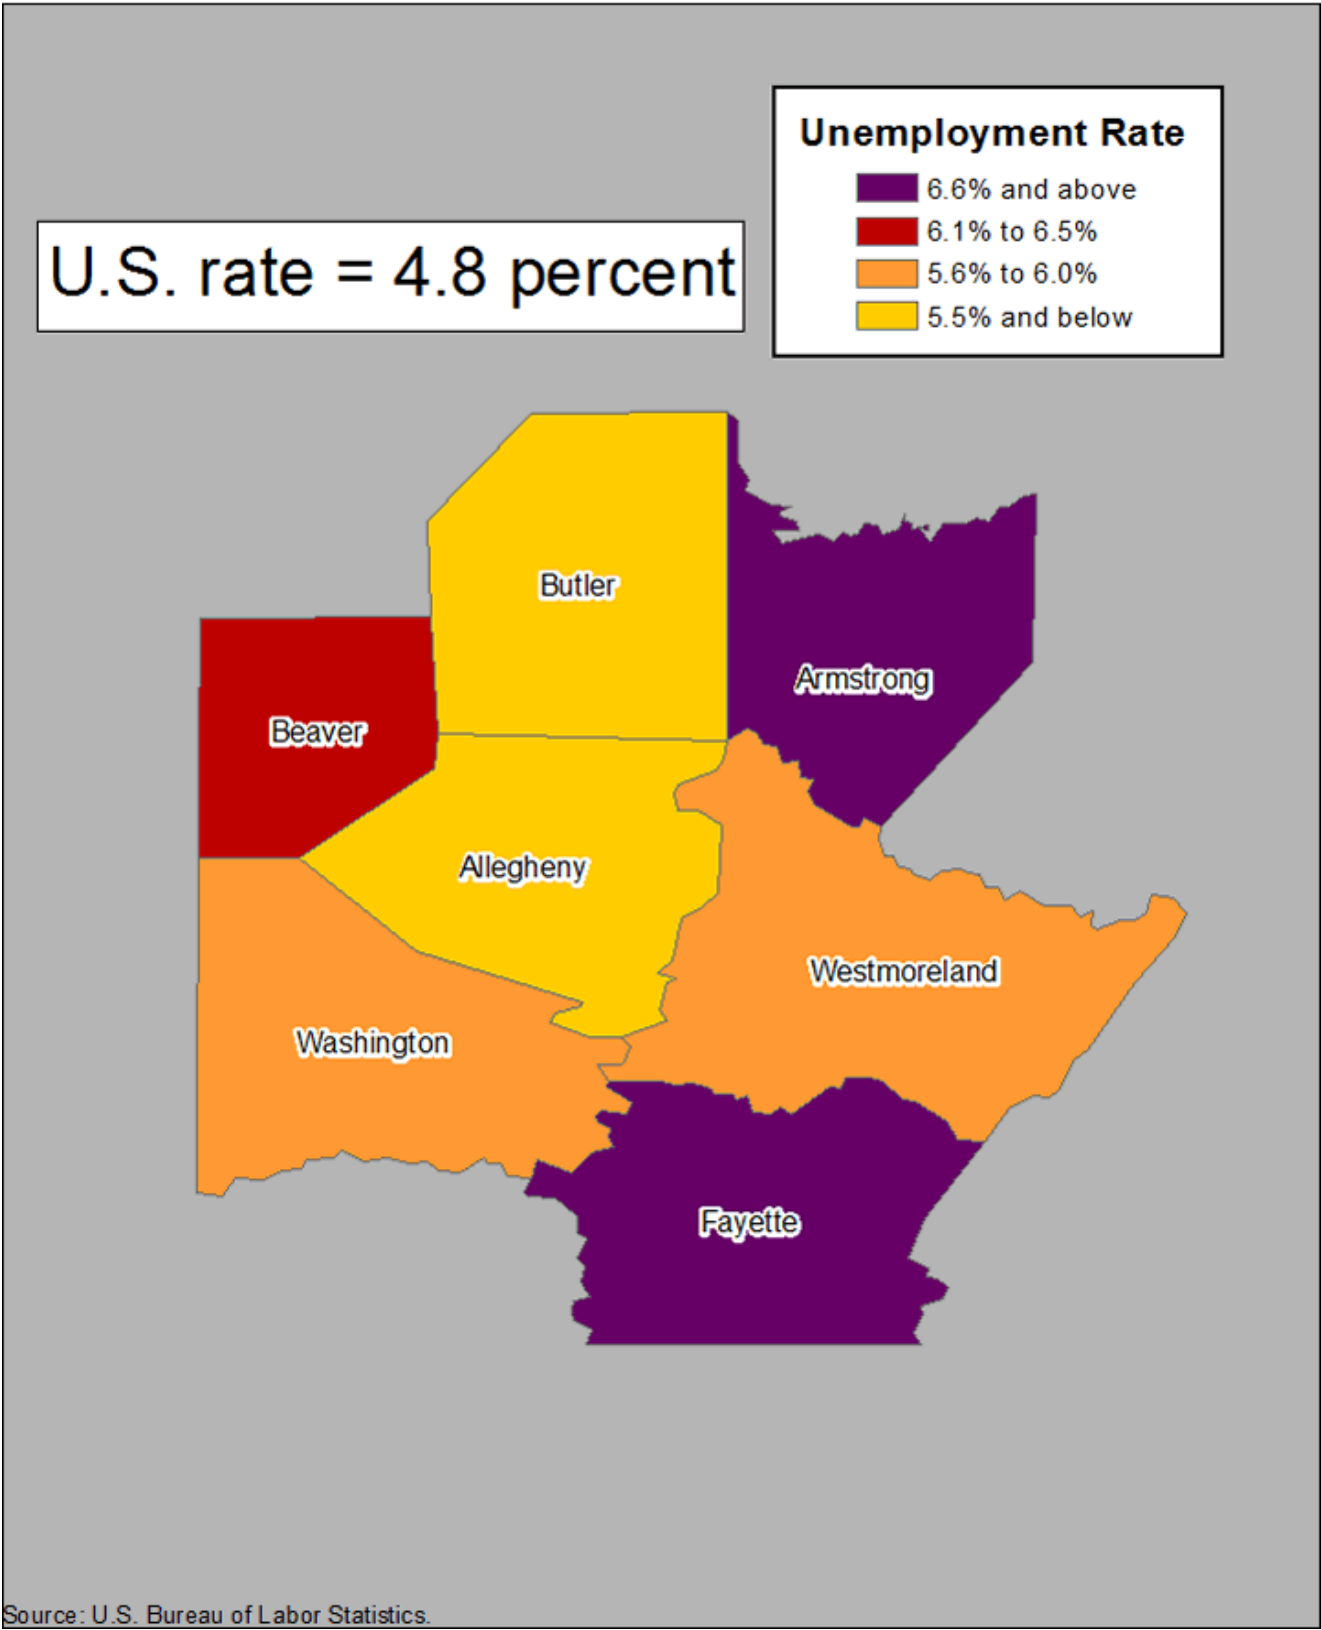 Unemployment Rate
6.6% and above
6.1% to 6.5%
5.6% to 6.0%
5.5% and below
U.S. rate = 4.8 percent
Butler
Armstrong
Beaver
Allegheny
Westmoreland
Washington
Fayette
Source: U.S. Bureau of Labor Statistics.